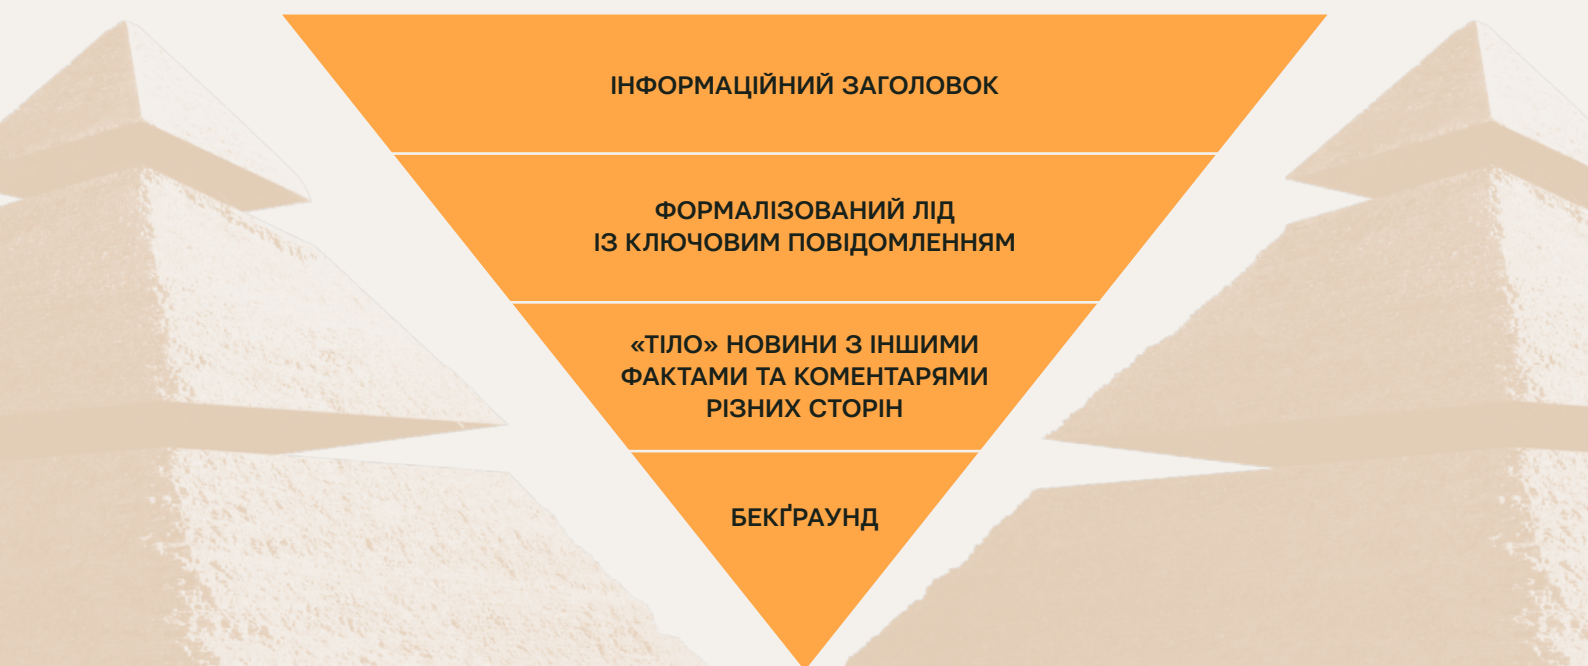 ІНФОРМАЦІЙНИЙ ЗАГОЛОВОК
ФОРМАЛІЗОВАНИЙ ЛІД
ІЗ КЛЮЧОВИМ ПОВІДОМЛЕННЯМ
«ТІЛО» НОВИНИ З ІНШИМИ
ФАКТАМИ ТА КОМЕНТАРЯМИ
РІЗНИХ СТОРІН
БЕКҐРАУНД